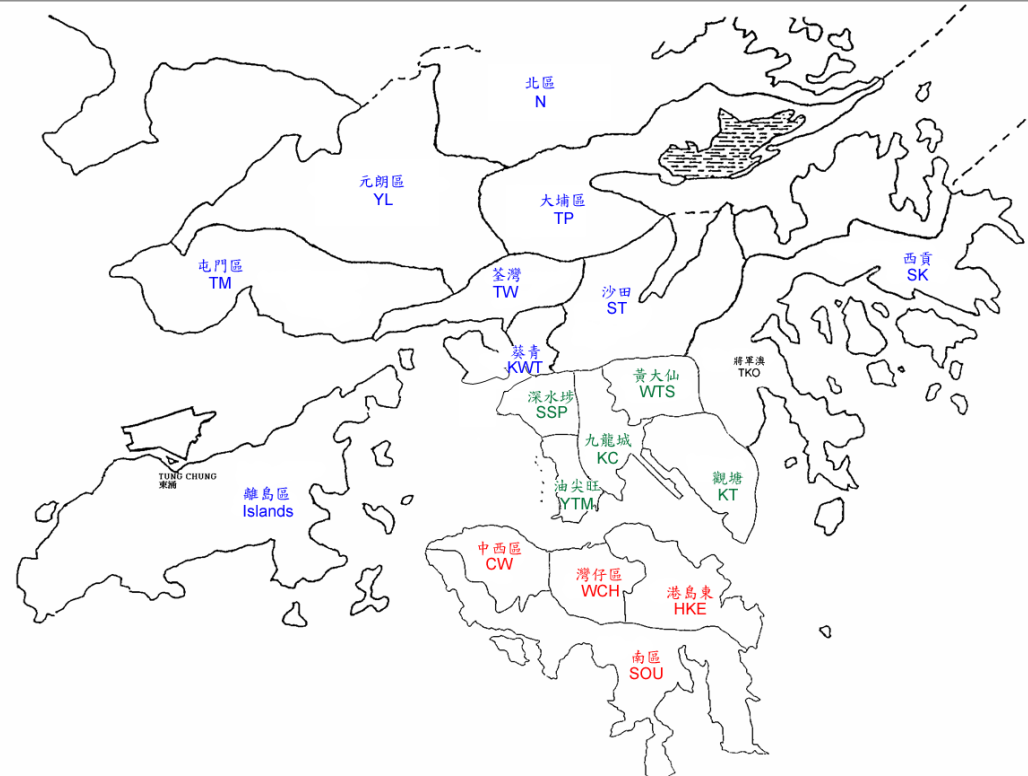 北區
N
元朗區
YL
大埔區
TP
屯門區
TM
荃灣
TW
沙田
ST
西貢
SK
葵青
KWT
將軍澳
TKO
深水埗
SSP
黃大仙
WTS
九龍城
KC
油尖旺
YTM
觀塘
KT
TUNG CHUNG
東涌
離島區
Islands
中西區
CW
灣仔區
WCH
港島東
HKE
南區
SOU